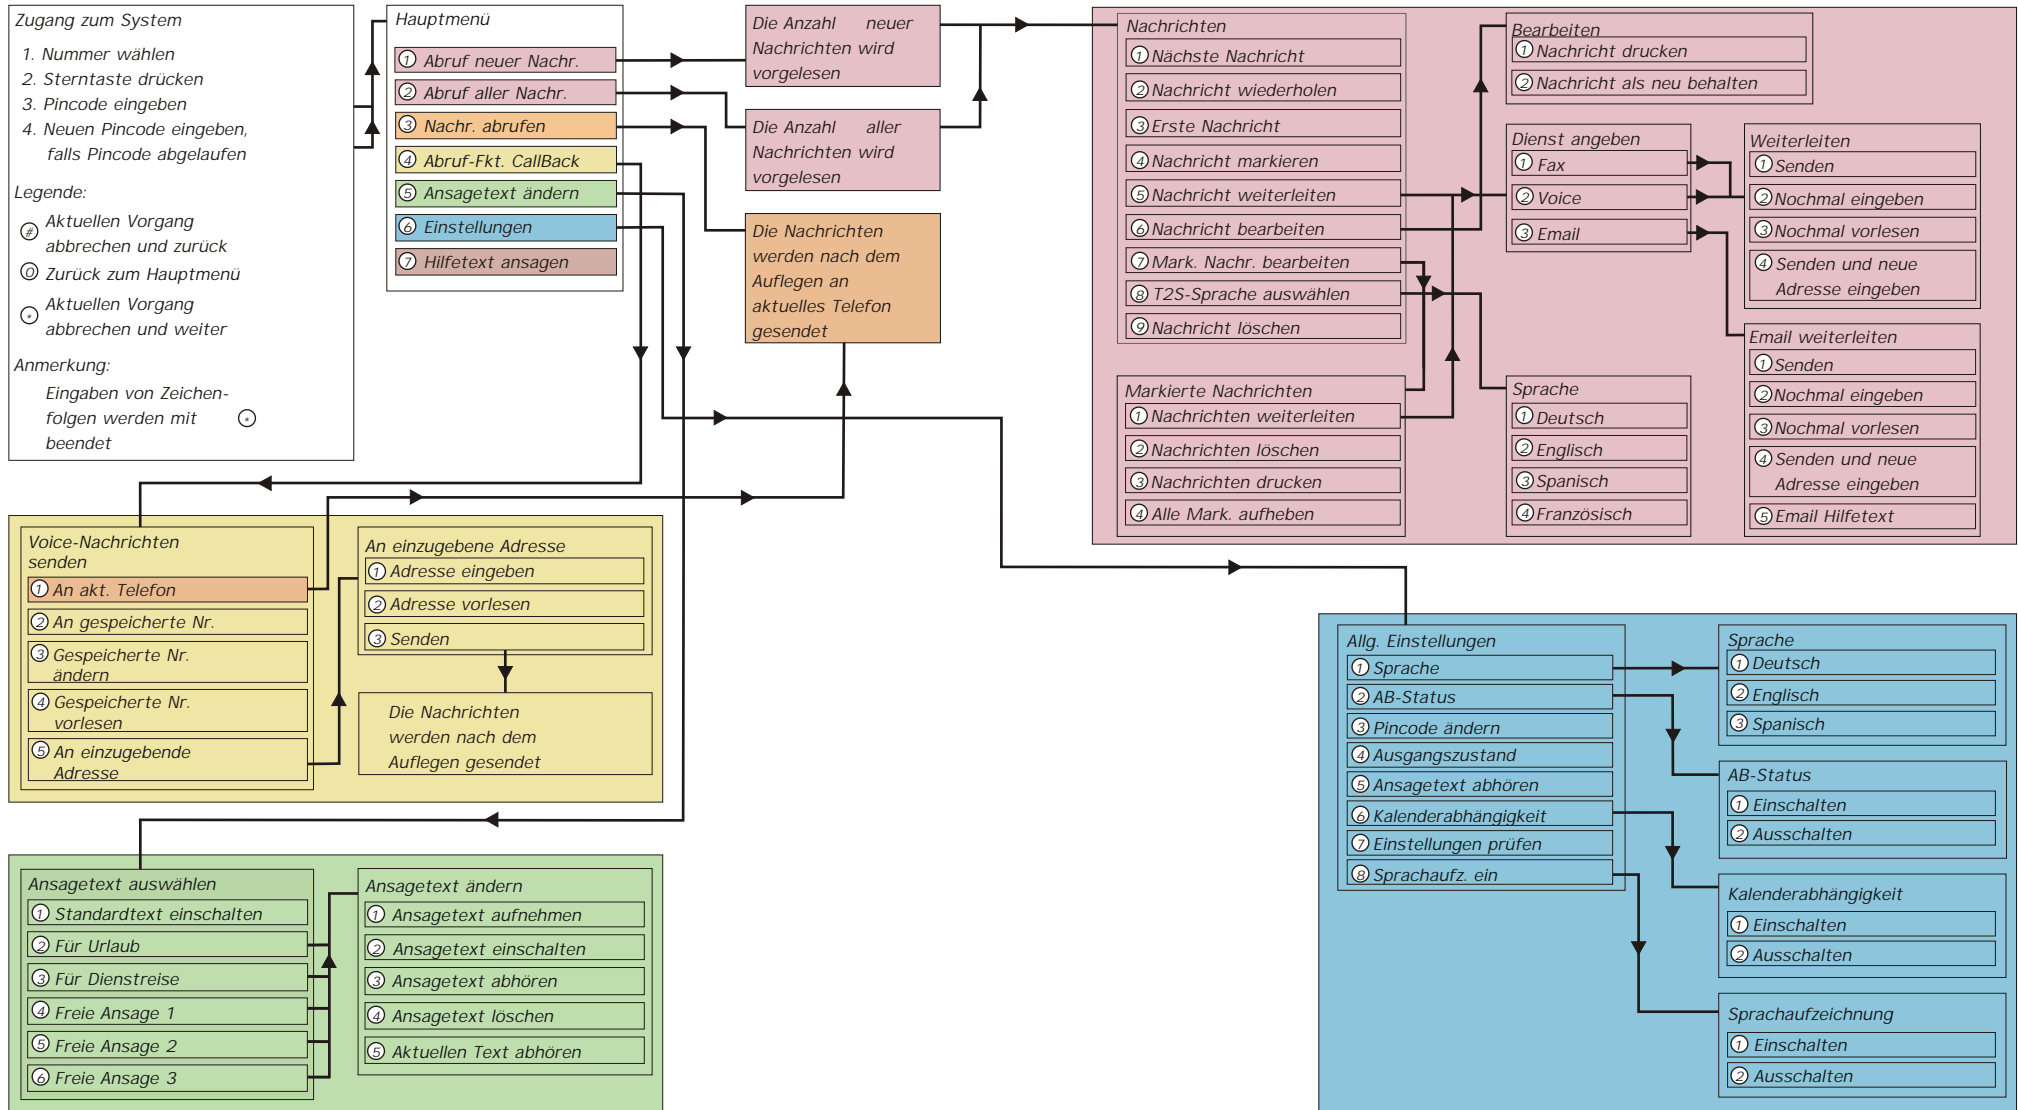 Zugang zum System
1. Nummer wählen
2. Sterntaste drücken
3. Pincode eingeben
4. Neuen Pincode eingeben,
falls Pincode abgelaufen
Legende:
# Aktuellen Vorgang
abbrechen und zurück
0 Zurück zum Hauptmenü
* Aktuellen Vorgang
abbrechen und weiter
Anmerkung:
Eingaben von Zeichen-
folgen werden mit *
beendet
Hauptmenü
1 Abruf neuer Nachr.
2 Abruf aller Nachr.
3 Nachr. abrufen
4 Abruf-Fkt. CallBack
5 Ansagetext ändern
6 Einstellungen
7 Hilfetext ansagen
Die Anzahl neuer
Nachrichten wird
vorgelesen
Die Anzahl aller
Nachrichten wird
vorgelesen
Die Nachrichten
werden nach dem
Auflegen an
aktuelles Telefon
gesendet
Nachrichten
1 Nächste Nachricht
2 Nachricht wiederholen
3 Erste Nachricht
4 Nachricht markieren
5 Nachricht weiterleiten
6 Nachricht bearbeiten
7 Mark. Nachr. bearbeiten
8 T2S-Sprache auswählen
9 Nachricht löschen
Markierte Nachrichten
1 Nachrichten weiterleiten
2 Nachrichten löschen
3 Nachrichten drucken
4 Alle Mark. aufheben
Bearbeiten
1 Nachricht drucken
2 Nachricht als neu behalten
Dienst angeben
1 Fax
2 Voice
3 Email
Sprache
1 Deutsch
2 Englisch
3 Spanisch
4 Französisch
Weiterleiten
1 Senden
2 Nochmal eingeben
3 Nochmal vorlesen
4 Senden und neue
Adresse eingeben
Email weiterleiten
1 Senden
2 Nochmal eingeben
3 Nochmal vorlesen
4 Senden und neue
Adresse eingeben
5 Email Hilfetext
Voice-Nachrichten
senden
1 An akt. Telefon
2 An gespeicherte Nr.
3 Gespeicherte Nr.
ändern
4 Gespeicherte Nr.
vorlesen
5 An einzugebende
Adresse
An einzugebene Adresse
1 Adresse eingeben
2 Adresse vorlesen
3 Senden
Die Nachrichten
werden nach dem
Auflegen gesendet
Ansagetext auswählen
1 Standardtext einschalten
2 Für Urlaub
3 Für Dienstreise
4 Freie Ansage 1
5 Freie Ansage 2
6 Freie Ansage 3
Ansagetext ändern
1 Ansagetext aufnehmen
2 Ansagetext einschalten
3 Ansagetext abhören
4 Ansagetext löschen
5 Aktuellen Text abhören
Allg. Einstellungen
1 Sprache
2 AB-Status
3 Pincode ändern
4 Ausgangszustand
5 Ansagetext abhören
6 Kalenderabhängigkeit
7 Einstellungen prüfen
8 Sprachaufz. ein
Sprache
1 Deutsch
2 Englisch
3 Spanisch
AB-Status
1 Einschalten
2 Ausschalten
Kalenderabhängigkeit
1 Einschalten
2 Ausschalten
Sprachaufzeichnung
1 Einschalten
2 Ausschalten